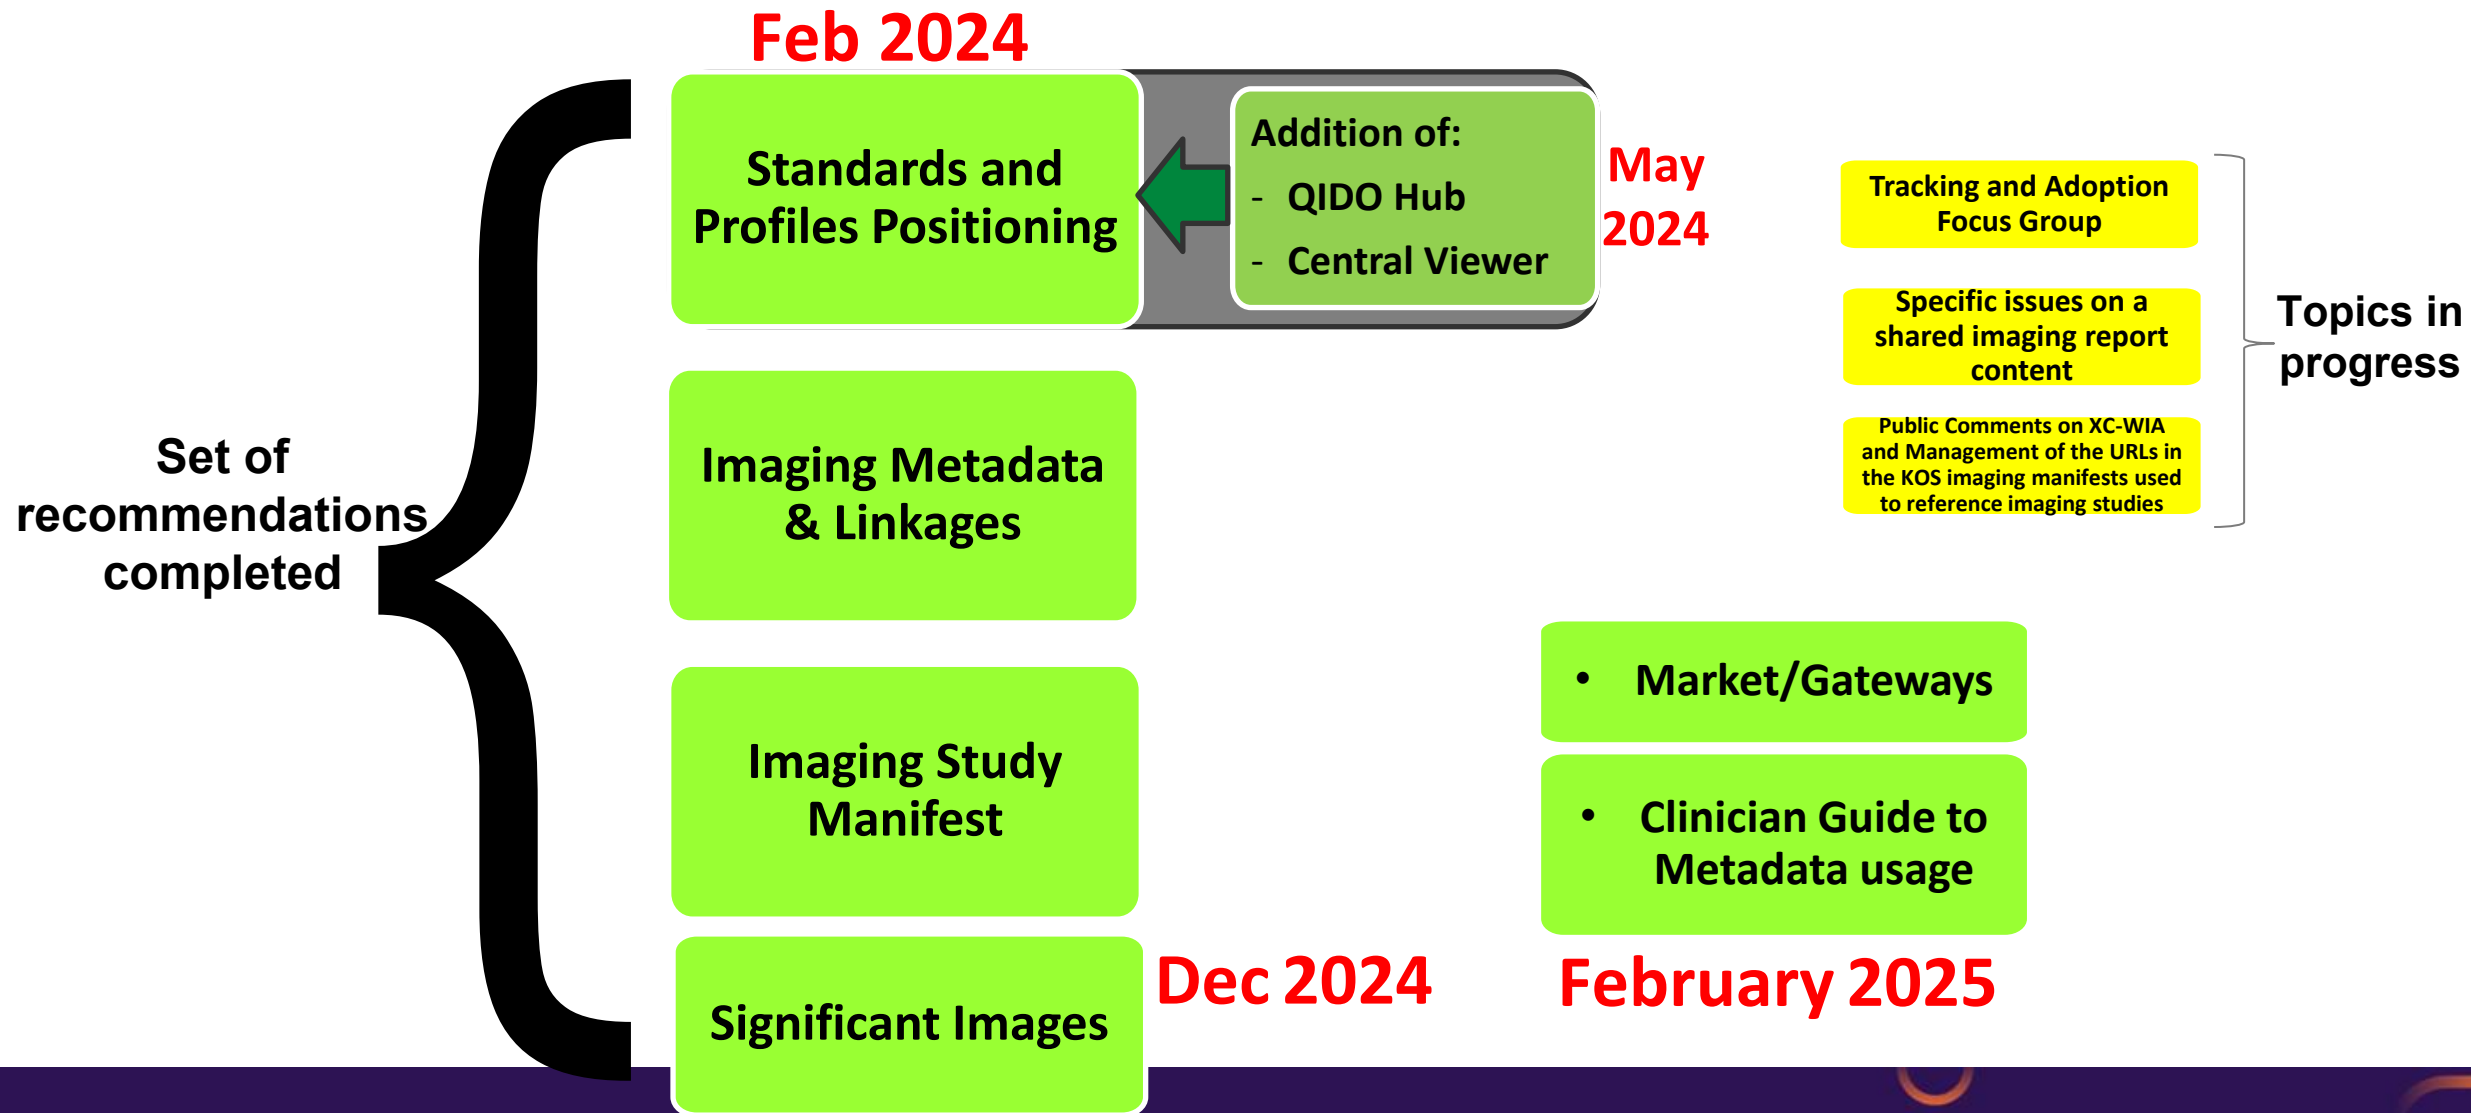 Feb 2024
Standards and
Profiles Positioning
Addition of:
- QIDO Hub
- Central Viewer
May
2024
Tracking and Adoption
Focus Group
Specific issues on a
shared imaging report
content
Public Comments on XC-WIA
and Management of the URLs in
the KOS imaging manifests used
to reference imaging studies
Topics in
progress
Set of
recommendations
completed
Imaging Metadata
& Linkages
Imaging Study
Manifest
Significant Images
Dec 2024
• Market/Gateways
• Clinician Guide to
Metadata usage
February 2025